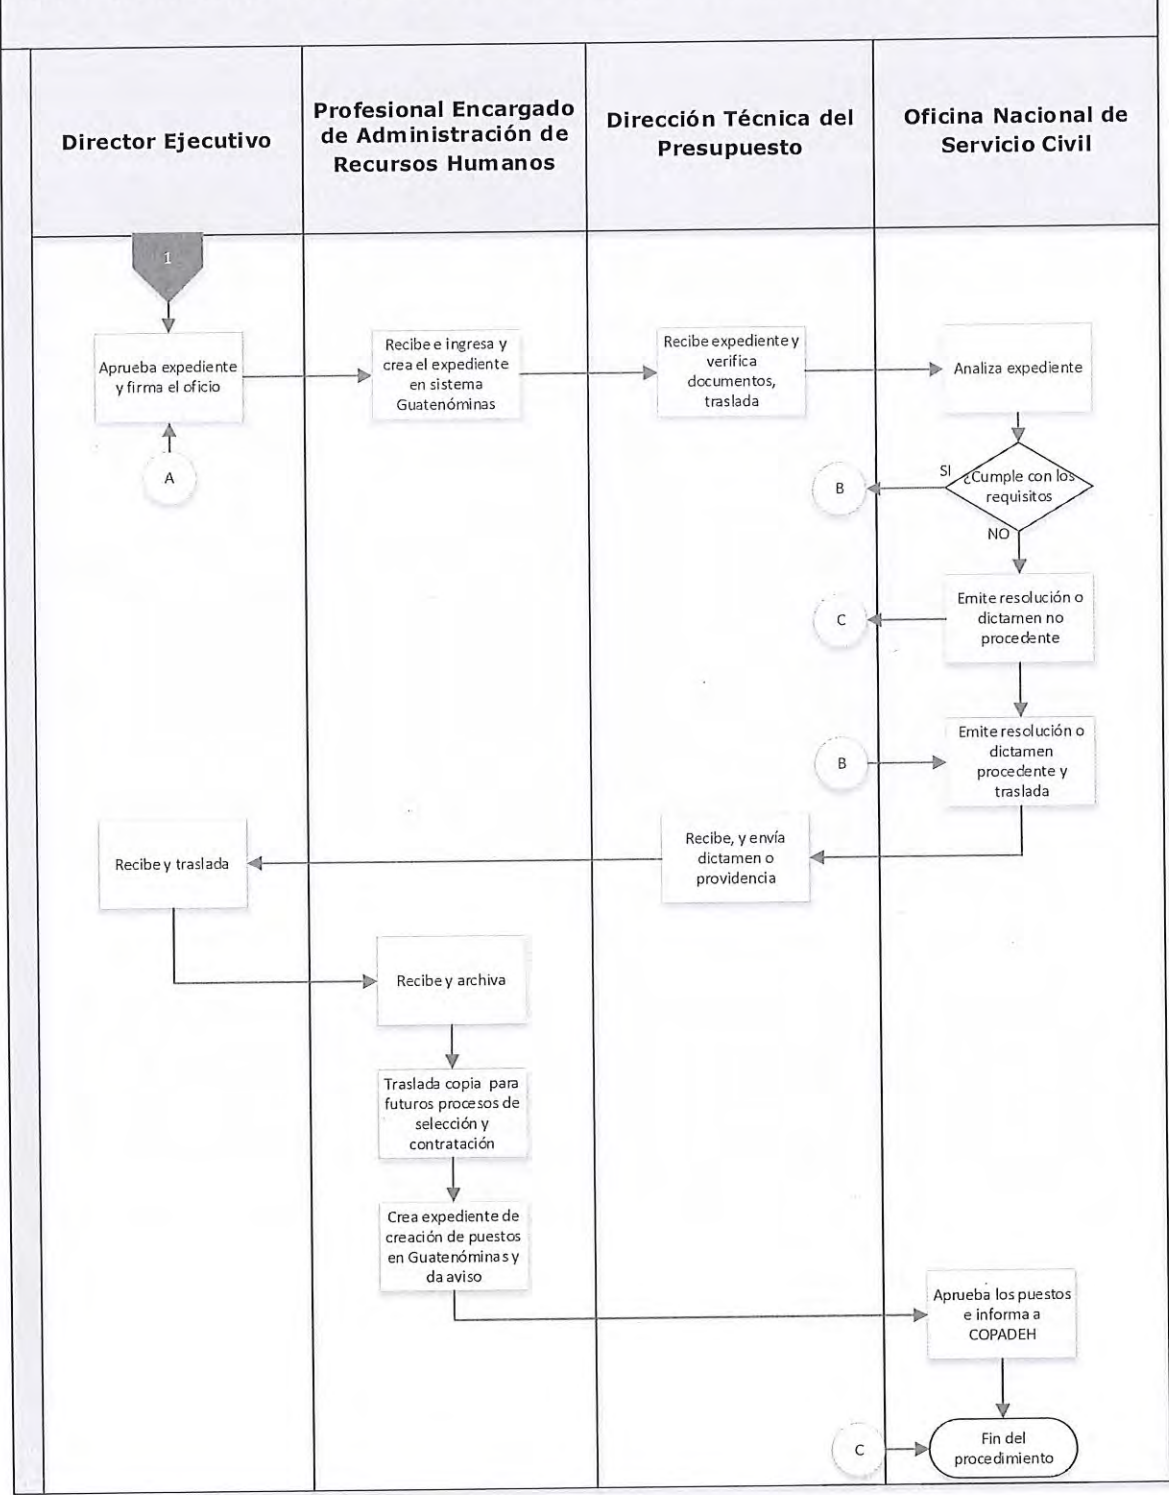 Director Ejecutivo
Profesional Encargado
de Administración de
Recursos Humanos
Dirección Técnica del
Presupuesto
Oficina Nacional de
Servicio Civil
1
Aprueba expediente
y firma el oficio
Recibe e ingresa y
crea el expediente
en sistema
Guatenóminas
Recibe expediente y
verifica
documentos,
traslada
Analiza expediente
A
SI
¿Cumple con los
requisitos
B
NO
Emite resolución o
dictamen no
procedente
C
Emite resolución o
dictamen
procedente y
traslada
B
Recibe, y envía
dictamen o
providencia
Recibe y traslada
Recibe y archiva
Traslada copia para
futuros procesos de
selección y
contratación
Crea expediente de
creación de puestos
en Guatenóminas y
da aviso
Aprueba los puestos
e informa a
COPADEH
C
Fin del
procedimiento